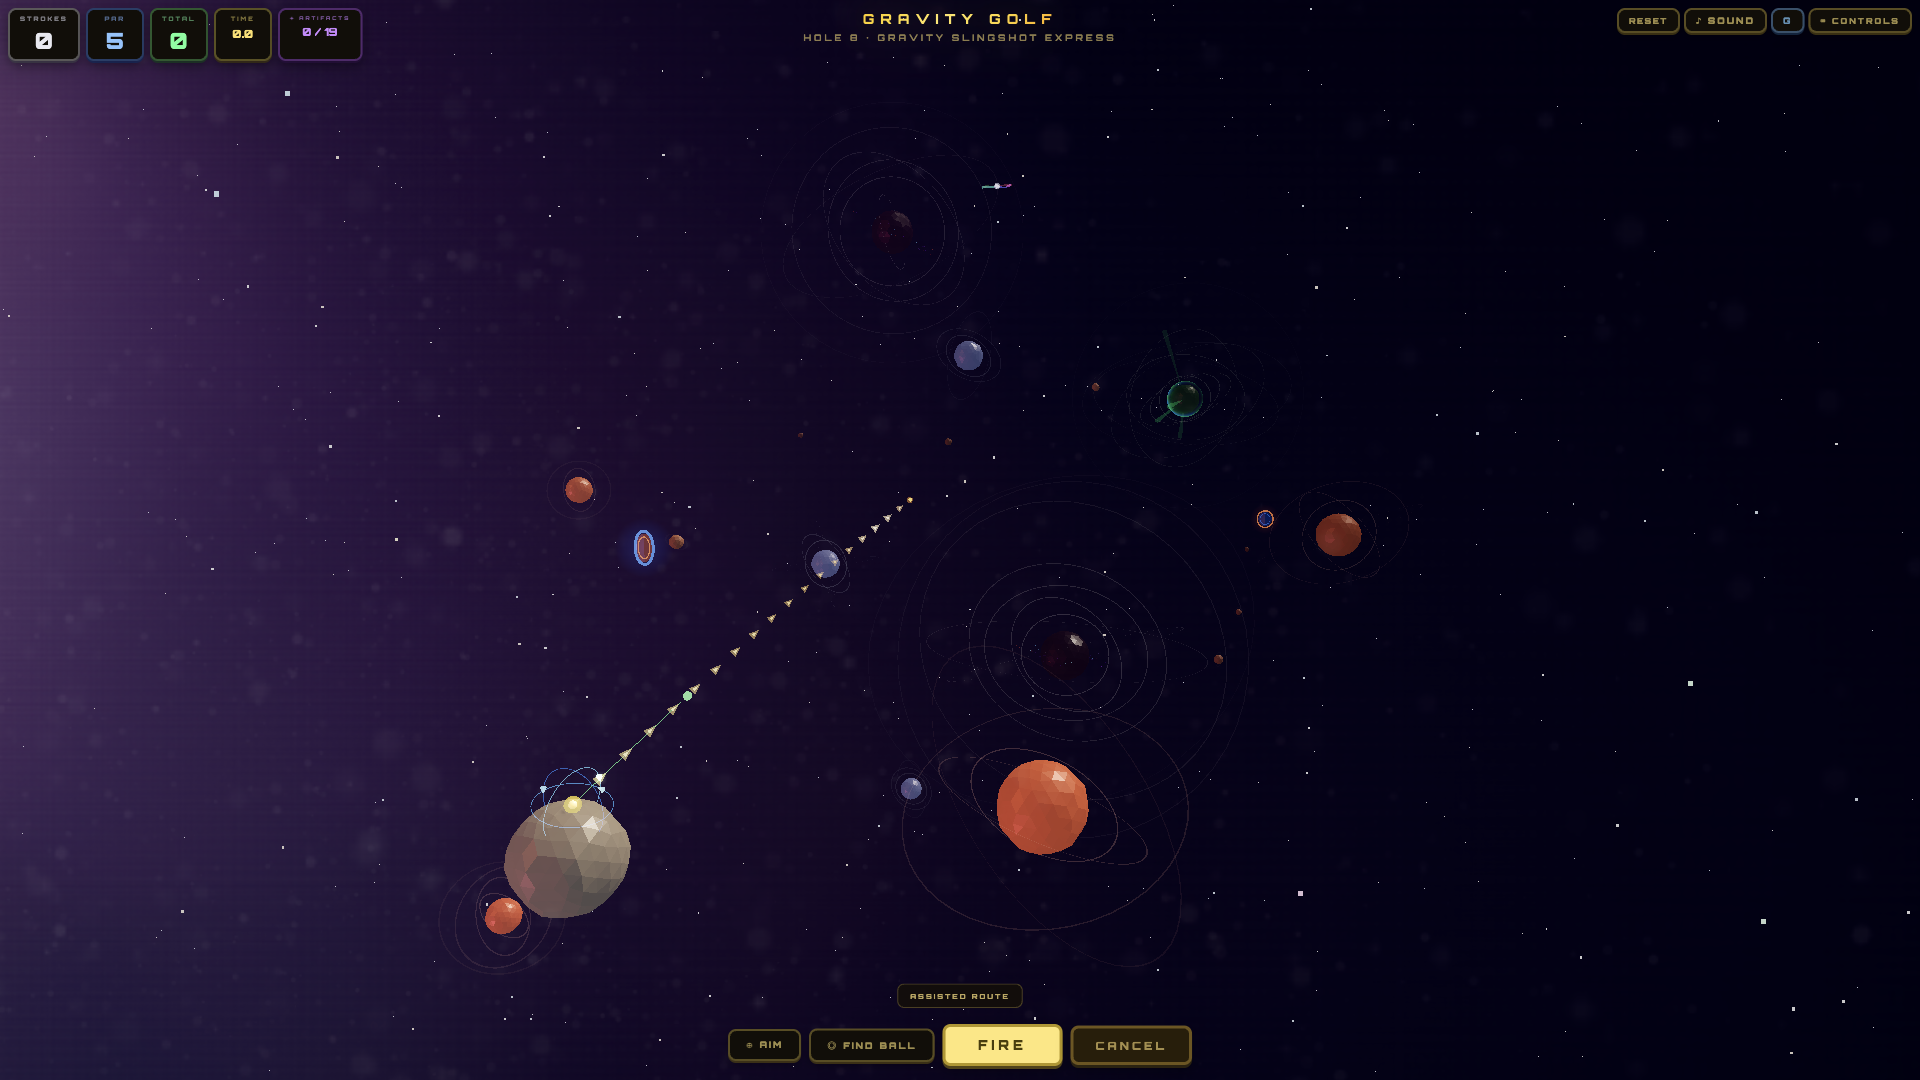 STROKES
0
PAR
5
TOTAL
0
TIME
0.0
✦ ARTIFACTS
0 / 19
GRAVITY GOLF
HOLE 8 · GRAVITY SLINGSHOT EXPRESS
RESET
♪ SOUND
G
CONTROLS
ASSISTED ROUTE
AIM
FIND BALL
FIRE
CANCEL